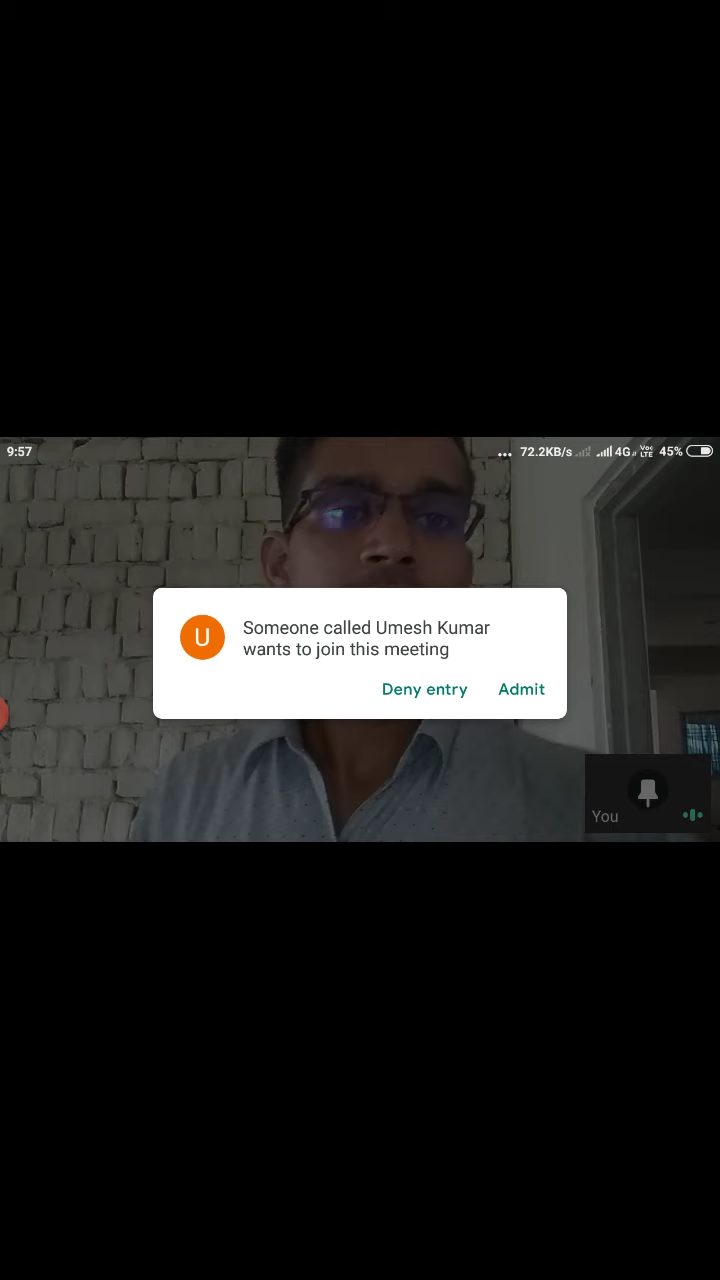 9:57
... 72.2KB/s 4G Vo LTE 45%
U
Someone called Umesh Kumar
wants to join this meeting
Deny entry
Admit
You